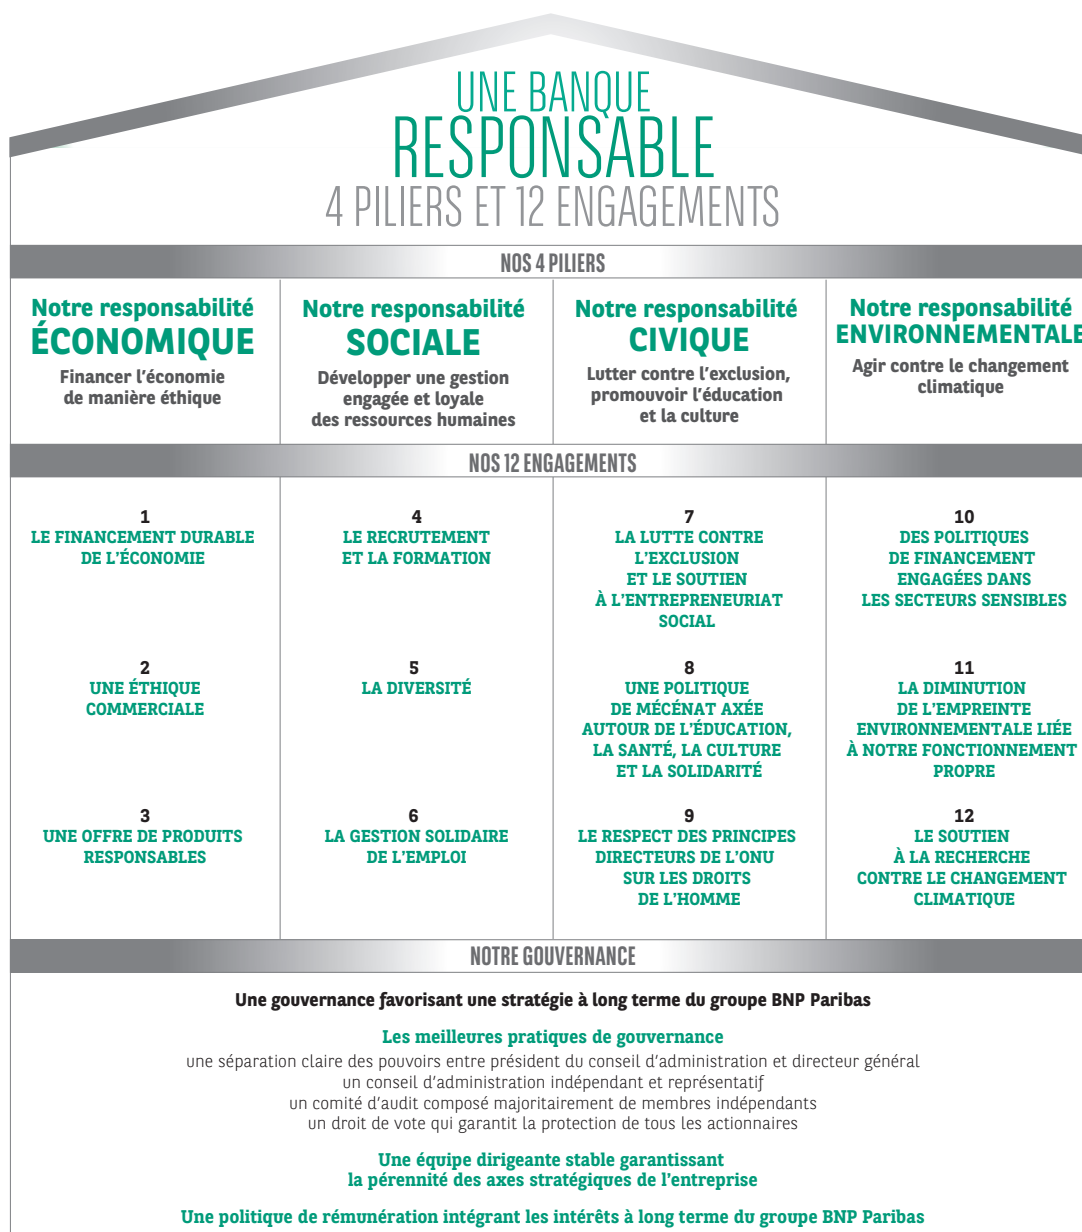 UNE BANQUE
RESPONSABLE
4 PILIERS ET 12 ENGAGEMENTS
NOS 4 PILIERS
Notre responsabilité
ÉCONOMIQUE
Financer l'économie
de manière éthique
Notre responsabilité
SOCIALE
Développer une gestion
engagée et loyale
des ressources humaines
Notre responsabilité
CIVIQUE
Lutter contre l'exclusion,
promouvoir l'éducation
et la culture
Notre responsabilité
ENVIRONNEMENTALE
Agir contre le changement
climatique
NOS 12 ENGAGEMENTS
1
LE FINANCEMENT DURABLE
DE L'ÉCONOMIE
2
UNE ÉTHIQUE
COMMERCIALE
3
UNE OFFRE DE PRODUITS
RESPONSABLES
4
LE RECRUTEMENT
ET LA FORMATION
5
LA DIVERSITÉ
6
LA GESTION SOLIDAIRE
DE L'EMPLOI
7
LA LUTTE CONTRE
L'EXCLUSION
ET LE SOUTIEN
À L'ENTREPRENEURIAT
SOCIAL
8
UNE POLITIQUE
DE MÉCÉNAT AXÉE
AUTOUR DE L'ÉDUCATION,
LA SANTÉ, LA CULTURE
ET LA SOLIDARITÉ
9
LE RESPECT DES PRINCIPES
DIRECTEURS DE L'ONU
SUR LES DROITS
DE L'HOMME
10
DES POLITIQUES
DE FINANCEMENT
ENGAGÉES DANS
LES SECTEURS SENSIBLES
11
LA DIMINUTION
DE L'EMPREINTE
ENVIRONNEMENTALE LIÉE
À NOTRE FONCTIONNEMENT
PROPRE
12
LE SOUTIEN
À LA RECHERCHE
CONTRE LE CHANGEMENT
CLIMATIQUE
NOTRE GOUVERNANCE
Une gouvernance favorisant une stratégie à long terme du groupe BNP Paribas
Les meilleures pratiques de gouvernance
une séparation claire des pouvoirs entre président du conseil d'administration et directeur général
un conseil d'administration indépendant et représentatif
un comité d'audit composé majoritairement de membres indépendants
un droit de vote qui garantit la protection de tous les actionnaires
Une équipe dirigeante stable garantissant
la pérennité des axes stratégiques de l'entreprise
Une politique de rémunération intégrant les intérêts à long terme du groupe BNP Paribas